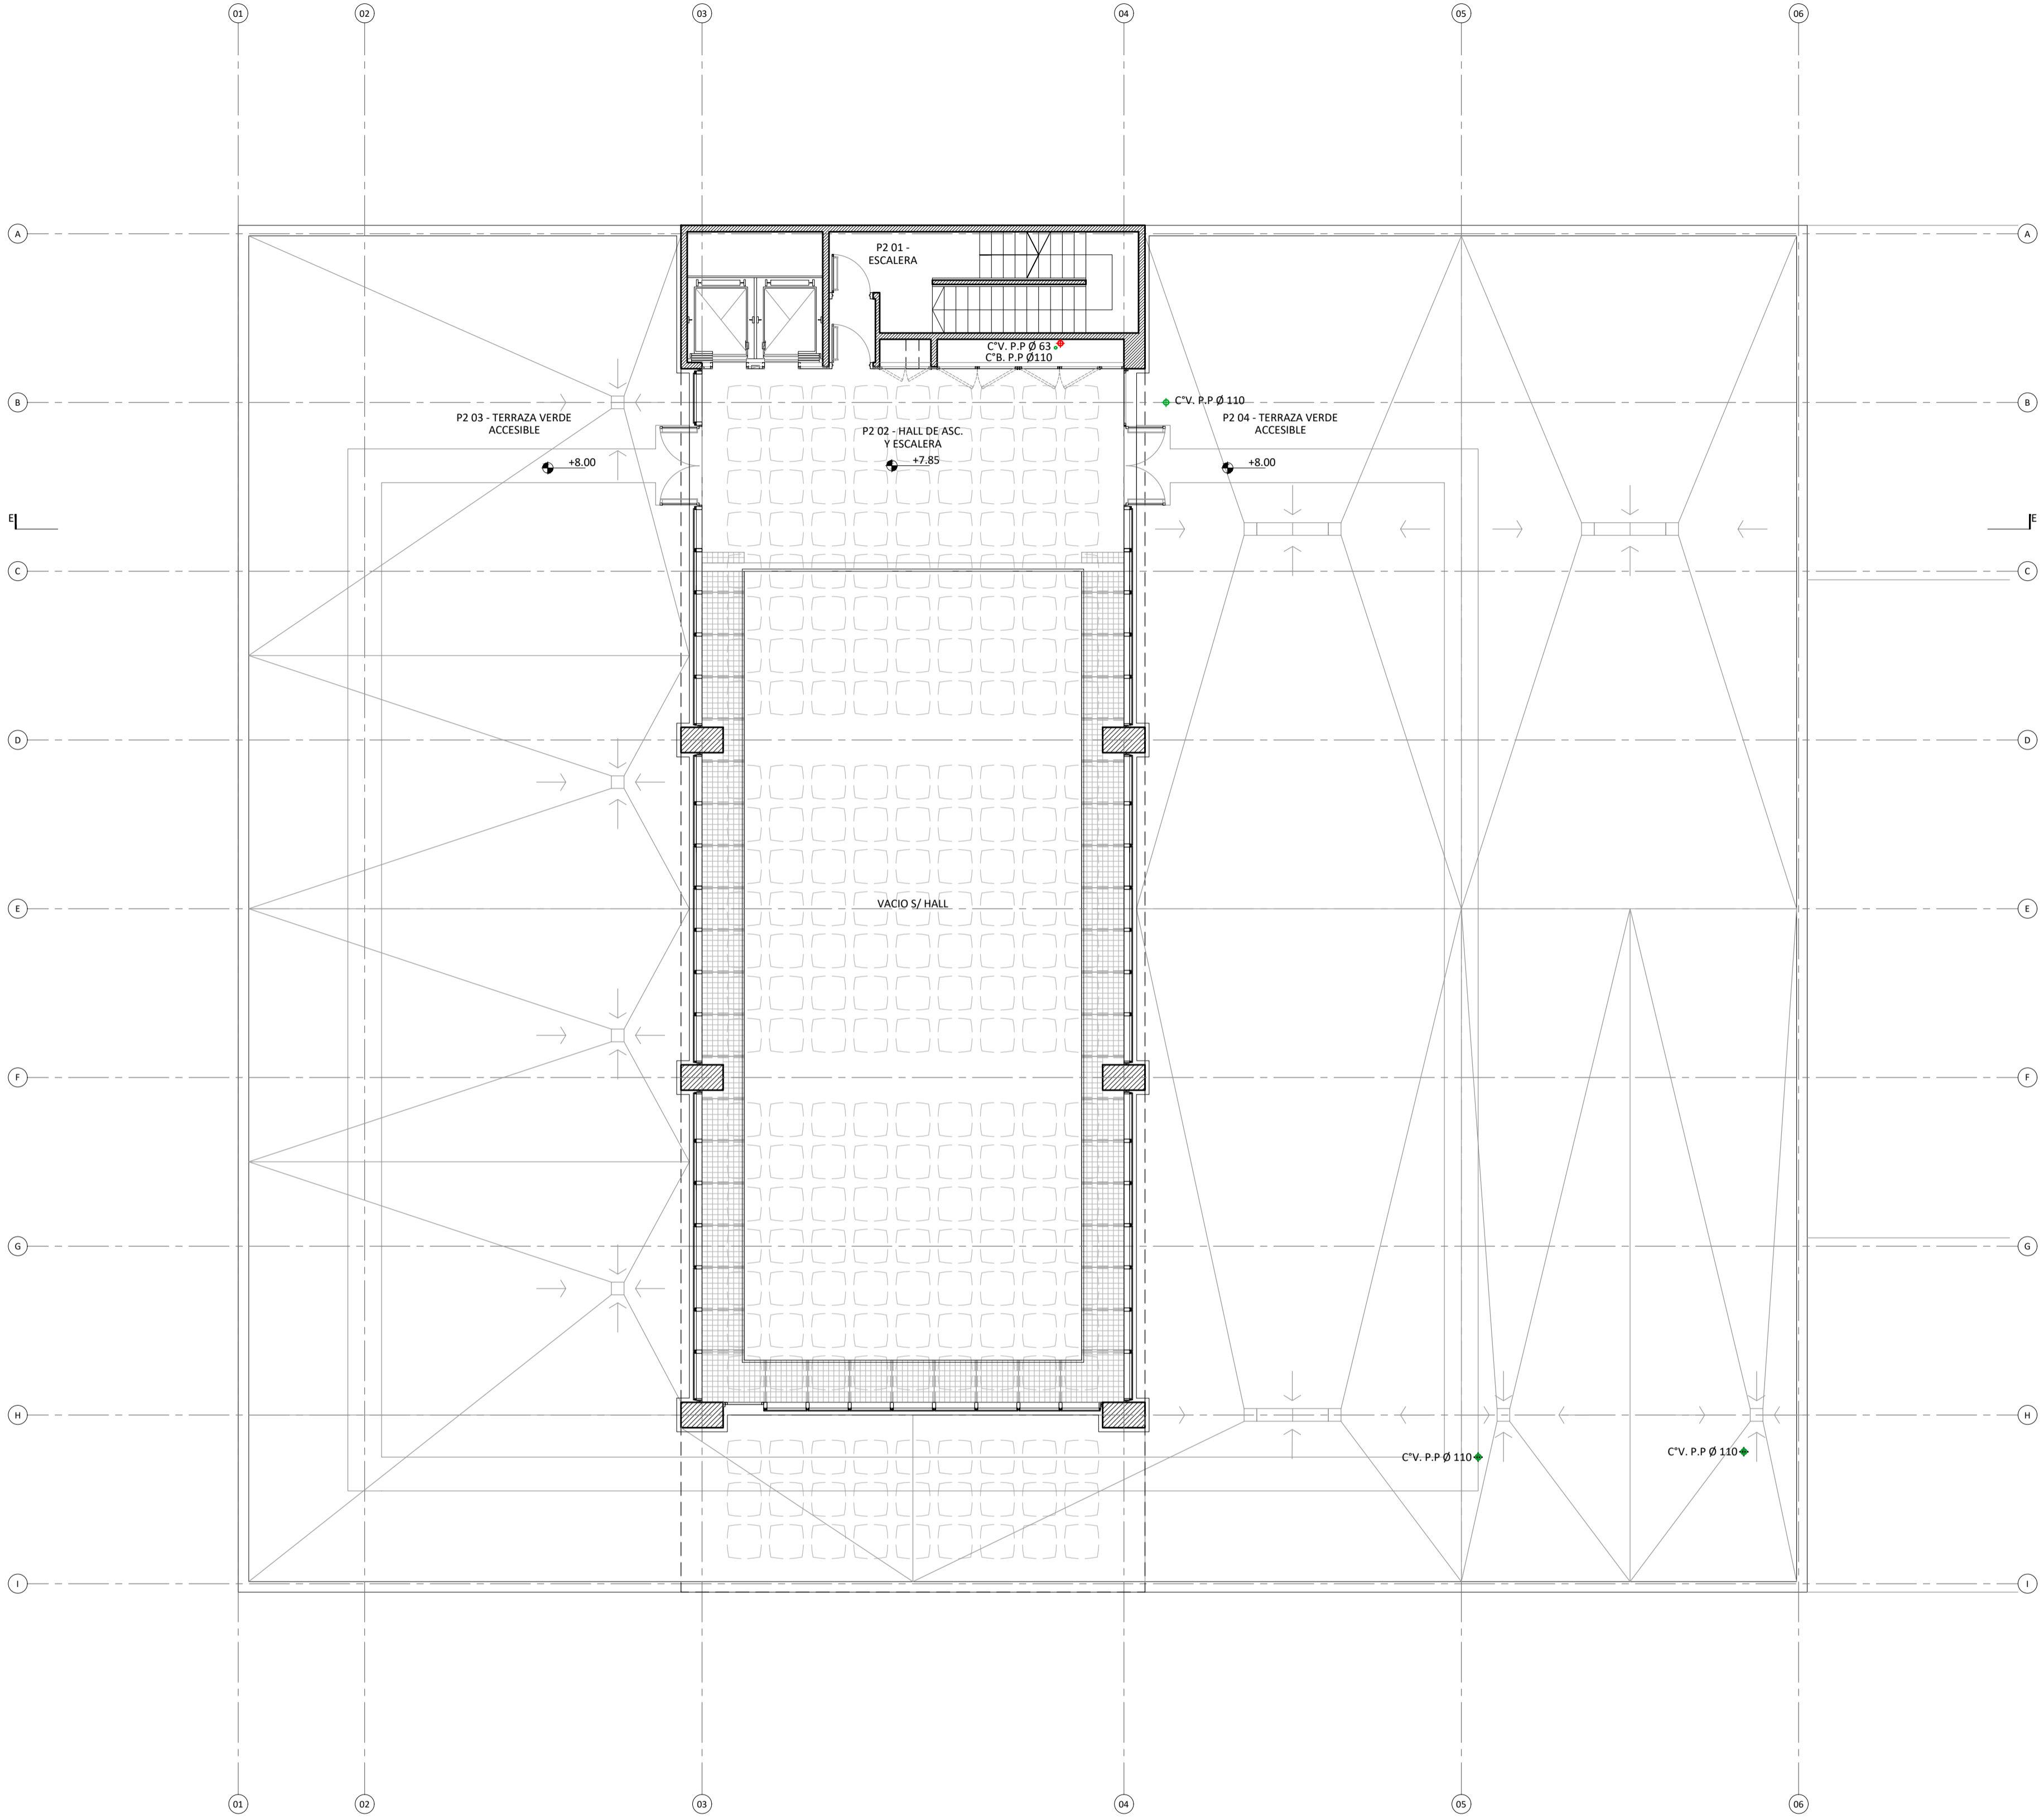 01
02
03
04
05
06
A
A
P2 01 -
ESCALERA
C°V. P.P Ø 63
C°B. P.P Ø110
B
C°V. P.P Ø 110
B
P2 03 - TERRAZA VERDE
ACCESIBLE
P2 02 - HALL DE ASC.
Y ESCALERA
P2 04 - TERRAZA VERDE
ACCESIBLE
+8.00
+7.85
+8.00
E
E
C
C
D
D
VACIO S/ HALL
E
E
F
F
G
G
H
H
C°V. P.P Ø 110
C°V. P.P Ø 110
I
I
01
02
03
04
05
06